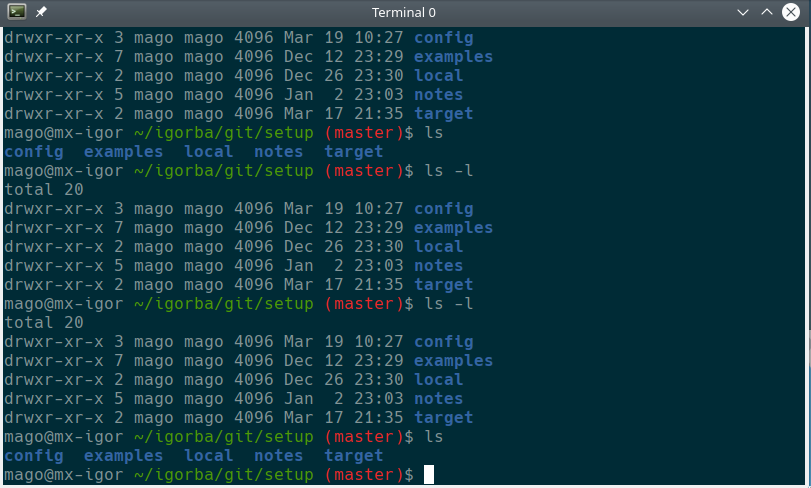 Terminal 0
drwxr-xr-x 3 mago mago 4096 Mar 19 10:27 config
drwxr-xr-x 7 mago mago 4096 Dec 12 23:29 examples
drwxr-xr-x 2 mago mago 4096 Dec 26 23:30 local
drwxr-xr-x 5 mago mago 4096 Jan  2 23:03 notes
drwxr-xr-x 2 mago mago 4096 Mar 17 21:35 target
mago@mx-igor ~/igorba/git/setup (master)$ ls
config  examples  local  notes  target
mago@mx-igor ~/igorba/git/setup (master)$ ls -l
total 20
drwxr-xr-x 3 mago mago 4096 Mar 19 10:27 config
drwxr-xr-x 7 mago mago 4096 Dec 12 23:29 examples
drwxr-xr-x 2 mago mago 4096 Dec 26 23:30 local
drwxr-xr-x 5 mago mago 4096 Jan  2 23:03 notes
drwxr-xr-x 2 mago mago 4096 Mar 17 21:35 target
mago@mx-igor ~/igorba/git/setup (master)$ ls -l
total 20
drwxr-xr-x 3 mago mago 4096 Mar 19 10:27 config
drwxr-xr-x 7 mago mago 4096 Dec 12 23:29 examples
drwxr-xr-x 2 mago mago 4096 Dec 26 23:30 local
drwxr-xr-x 5 mago mago 4096 Jan  2 23:03 notes
drwxr-xr-x 2 mago mago 4096 Mar 17 21:35 target
mago@mx-igor ~/igorba/git/setup (master)$ ls
config  examples  local  notes  target
mago@mx-igor ~/igorba/git/setup (master)$